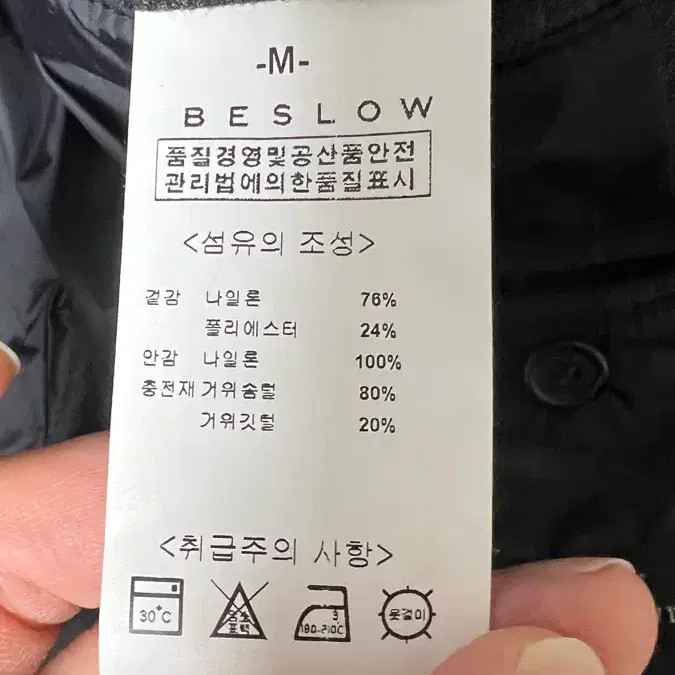 -M-
BESLOW
품질경영및공산품안전
관리법에의한품질표시
<섬유의 조성>
겉감 나일론 76%
폴리에스터 24%
안감 나일론 100%
충전재 거위솜털 80%
거위깃털 20%
<취급주의 사항>
30°C
염소
표백
3
180-210℃
옷걸이